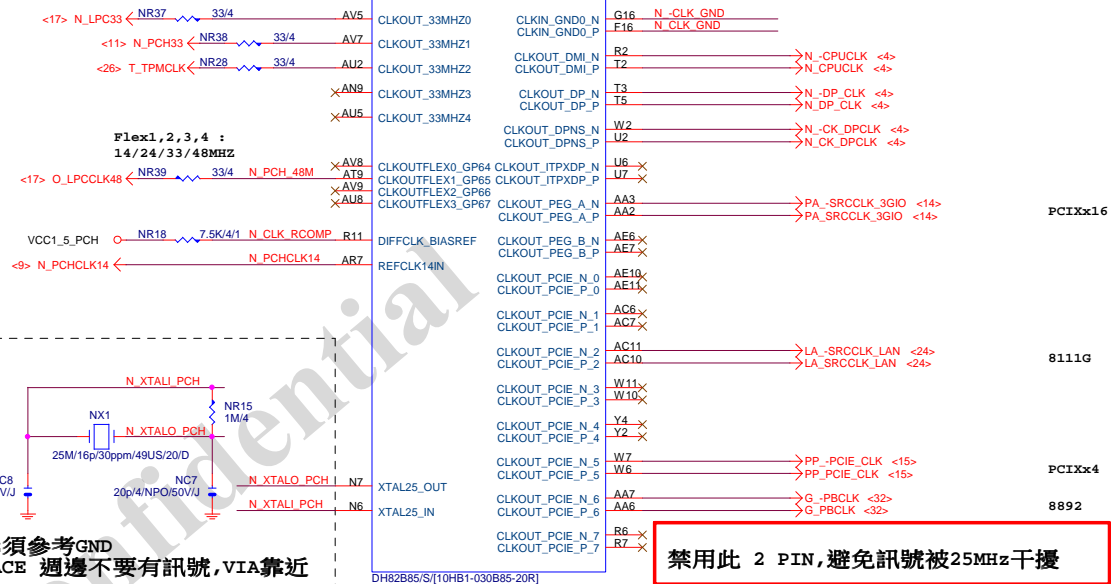 <17> N_LPC33 NR37 33/4 AV5 CLKOUT_33MHZ0 CLKIN_GND0_N G16 N_-CLK_GND
CLKIN_GND0_P F16 N_CLK_GND
<11> N_PCH33 NR38 33/4 AV7 CLKOUT_33MHZ1
CLKOUT_DMI_N R2 N_-CPUCLK <4>
<26> T_TPMCLK NR28 33/4 AU2 CLKOUT_33MHZ2 CLKOUT_DMI_P T2 N_CPUCLK <4>
AN9 CLKOUT_33MHZ3 CLKOUT_DP_N T3 N_-DP_CLK <4>
CLKOUT_DP_P T5 N_DP_CLK <4>
AU5 CLKOUT_33MHZ4
CLKOUT_DPNS_N W2 N_-CK_DPCLK <4>
CLKOUT_DPNS_P U2 N_CK_DPCLK <4>
Flex1,2,3,4 :
14/24/33/48MHZ
AV8 CLKOUTFLEX0_GP64 CLKOUT_ITPXDP_N U6
<17> O_LPCCLK48 NR39 33/4 N_PCH_48M AT9 CLKOUTFLEX1_GP65 CLKOUT_ITPXDP_P U7
AV9 CLKOUTFLEX2_GP66
AU8 CLKOUTFLEX3_GP67 CLKOUT_PEG_A_N AA3 PA_-SRCCLK_3GIO <14>
CLKOUT_PEG_A_P AA2 PA_SRCCLK_3GIO <14> PCIXx16
VCC1_5_PCH NR18 7.5K/4/1 N_CLK_RCOMP R11 DIFFCLK_BIASREF CLKOUT_PEG_B_N AE6
CLKOUT_PEG_B_P AE7
<9> N_PCHCLK14 N_PCHCLK14 AR7 REFCLK14IN
CLKOUT_PCIE_N_0 AE10
CLKOUT_PCIE_P_0 AE11
CLKOUT_PCIE_N_1 AC6
CLKOUT_PCIE_P_1 AC7
CLKOUT_PCIE_N_2 AC11 LA_-SRCCLK_LAN <24>
CLKOUT_PCIE_P_2 AC10 LA_SRCCLK_LAN <24> 8111G
N_XTALI_PCH
CLKOUT_PCIE_N_3 W11
CLKOUT_PCIE_P_3 W10
NR15
1M/4
NX1
N_XTALO_PCH
CLKOUT_PCIE_N_4 Y4
CLKOUT_PCIE_P_4 Y2
25M/16p/30ppm/49US/20/D
CLKOUT_PCIE_N_5 W7 PP_-PCIE_CLK <15>
CLKOUT_PCIE_P_5 W6 PP_PCIE_CLK <15> PCIXx4
C8 NC7
V/J 20p/4/NPO/50V/J
N_XTALO_PCH N7 XTAL25_OUT
CLKOUT_PCIE_N_6 AA7 G_-PBCLK <32>
CLKOUT_PCIE_P_6 AA6 G_PBCLK <32> 8892
N_XTALI_PCH N6 XTAL25_IN
CLKOUT_PCIE_N_7 R6
CLKOUT_PCIE_P_7 R7
須參考GND
ACE 週邊不要有訊號,VIA靠近
禁用此 2 PIN,避免訊號被25MHz干擾
DH82B85/S/[10HB1-030B85-20R]
onfidential